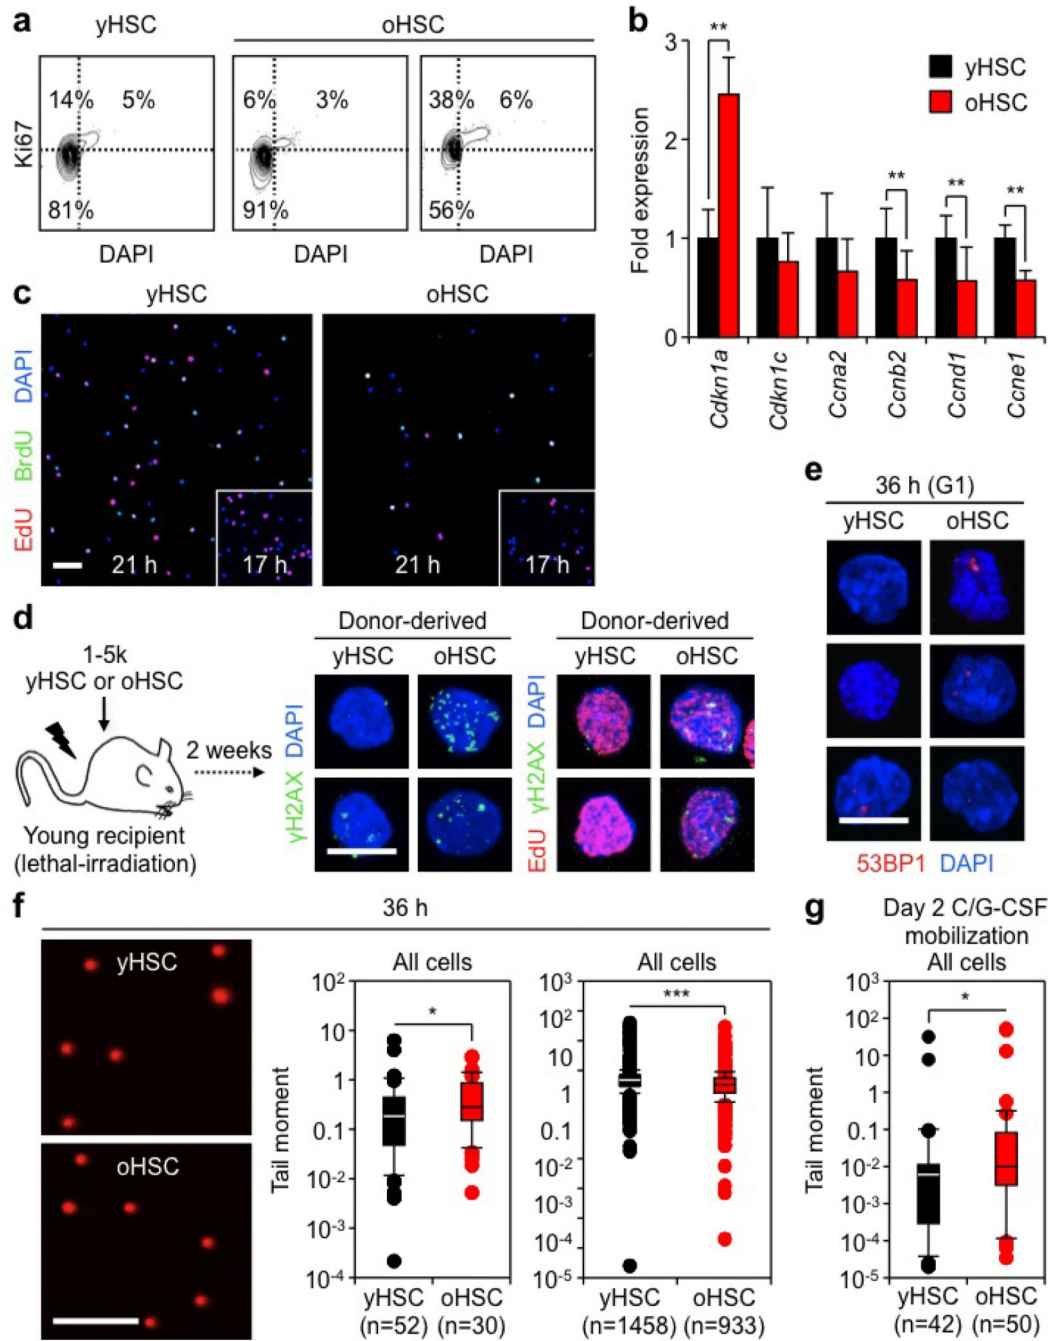 a
yHSC
oHSC
14%
5%
81%
6%
3%
91%
38%
6%
56%
Ki67
DAPI
DAPI
DAPI
b
**
**
**
**
yHSC
oHSC
3
2
1
0
Fold expression
Cdkn1a
Cdkn1c
Ccna2
Ccnb2
Ccnd1
Ccne1
c
yHSC
oHSC
EdU BrdU DAPI
21 h
17 h
21 h
17 h
d
1-5k
yHSC or oHSC
2 weeks
Young recipient
(lethal-irradiation)
Donor-derived
yHSC
oHSC
γH2AX DAPI
Donor-derived
yHSC
oHSC
EdU γH2AX DAPI
e
36 h (G1)
yHSC
oHSC
53BP1 DAPI
f
36 h
yHSC
oHSC
All cells
*
Tail moment
10²
10
1
0.1
10⁻²
10⁻³
10⁻⁴
yHSC
(n=52)
oHSC
(n=30)
All cells
***
10³
10²
10
1
0.1
10⁻²
10⁻³
10⁻⁴
10⁻⁵
yHSC
(n=1458)
oHSC
(n=933)
g
Day 2 C/G-CSF
mobilization
All cells
*
Tail moment
10³
10²
10
1
0.1
10⁻²
10⁻³
10⁻⁴
10⁻⁵
yHSC
(n=42)
oHSC
(n=50)